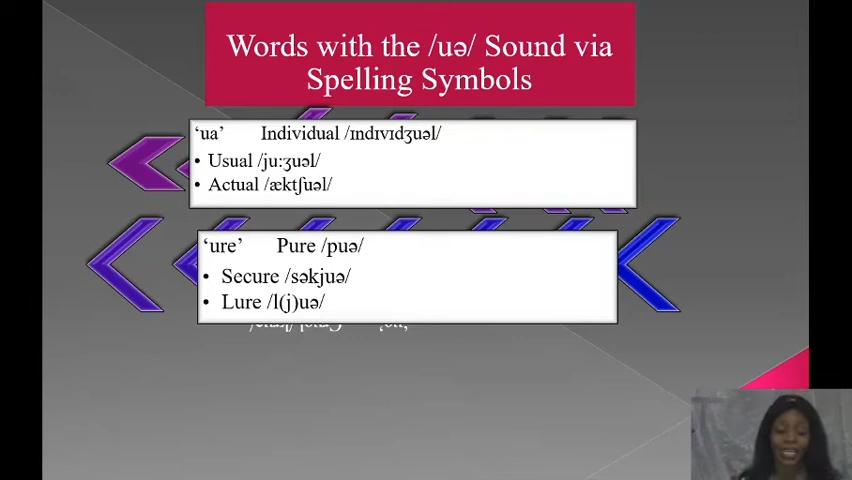 Words with the /uə/ Sound via
Spelling Symbols
‘ua’ Individual /ɪndɪvɪdʒuəl/
• Usual /ju:ʒuəl/
• Actual /æktʃuəl/
‘ure’ Pure /puə/
• Secure /səkjuə/
• Lure /l(j)uə/